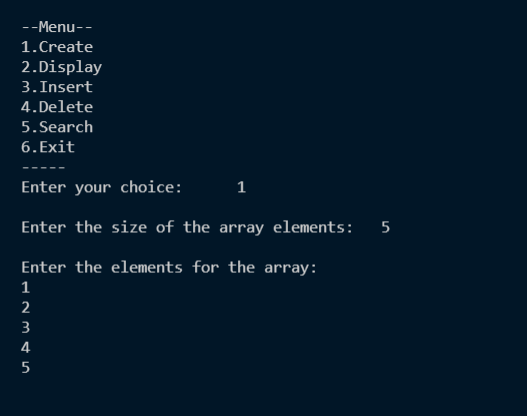 --Menu--
1.Create
2.Display
3.Insert
4.Delete
5.Search
6.Exit
-----
Enter your choice:      1
Enter the size of the array elements:   5
Enter the elements for the array:
1
2
3
4
5